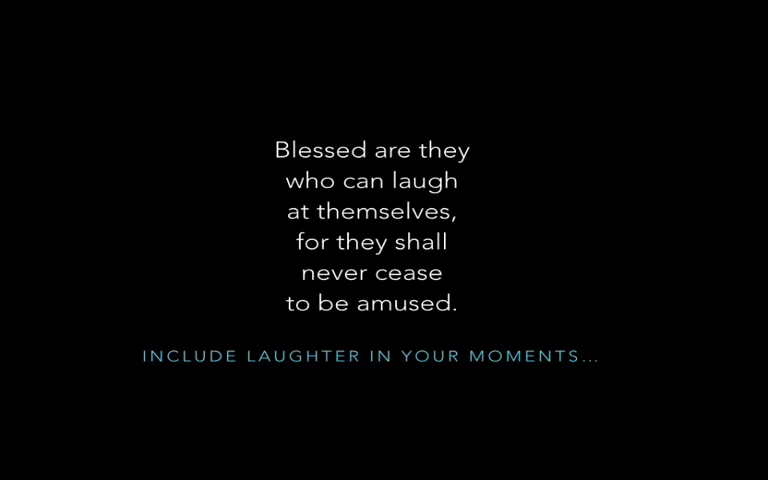 Blessed are they
who can laugh
at themselves,
for they shall
never cease
to be amused.
INCLUDE LAUGHTER IN YOUR MOMENTS...